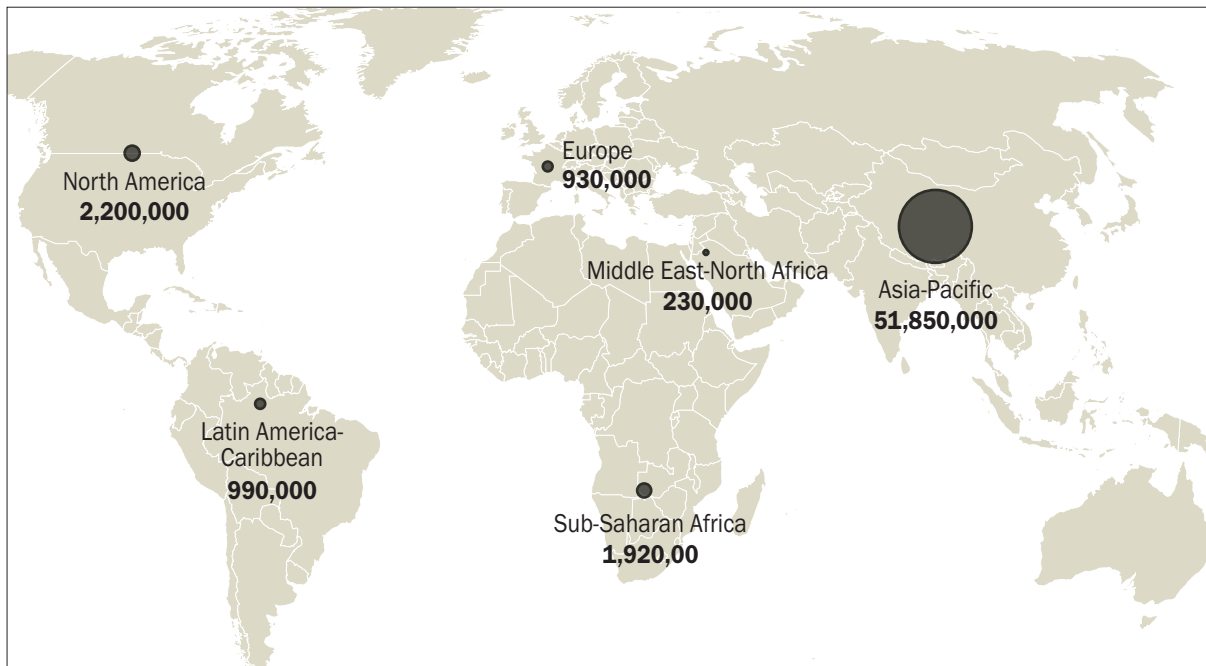 North America
2,200,000
Europe
930,000
Middle East-North Africa
230,000
Asia-Pacific
51,850,000
Latin America-
Caribbean
990,000
Sub-Saharan Africa
1,920,00